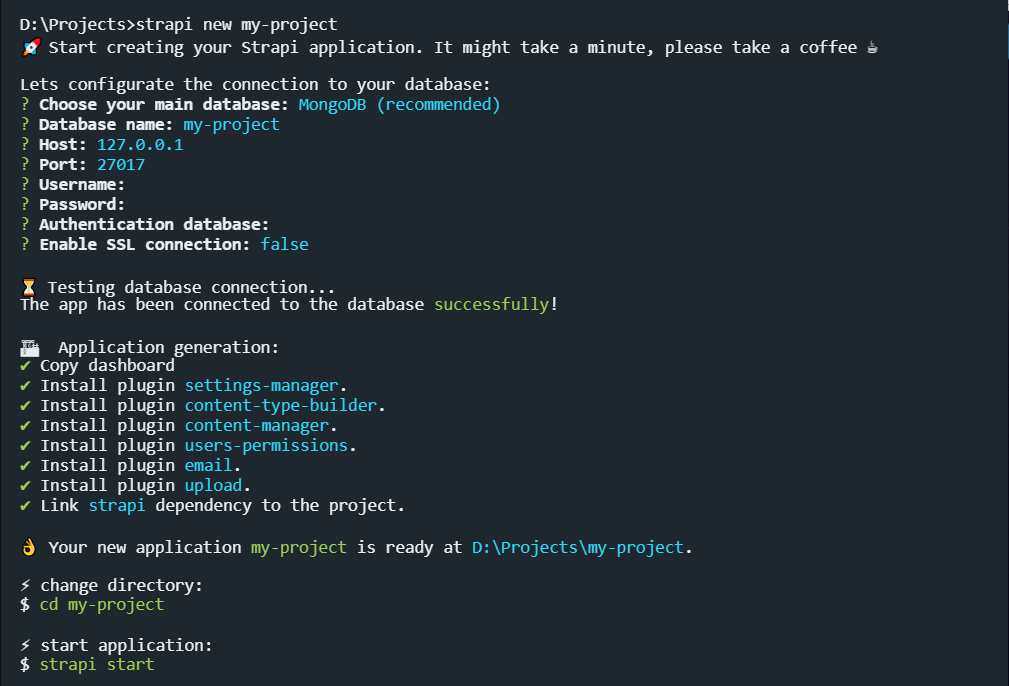 D:\Projects>strapi new my-project
🚀 Start creating your Strapi application. It might take a minute, please take a coffee ☕
Lets configurate the connection to your database:
? Choose your main database: MongoDB (recommended)
? Database name: my-project
? Host: 127.0.0.1
? Port: 27017
? Username:
? Password:
? Authentication database:
? Enable SSL connection: false
⏳ Testing database connection...
The app has been connected to the database successfully!
🏗 Application generation:
✔ Copy dashboard
✔ Install plugin settings-manager.
✔ Install plugin content-type-builder.
✔ Install plugin content-manager.
✔ Install plugin users-permissions.
✔ Install plugin email.
✔ Install plugin upload.
✔ Link strapi dependency to the project.
👌 Your new application my-project is ready at D:\Projects\my-project.
⚡ change directory:
$ cd my-project
⚡ start application:
$ strapi start